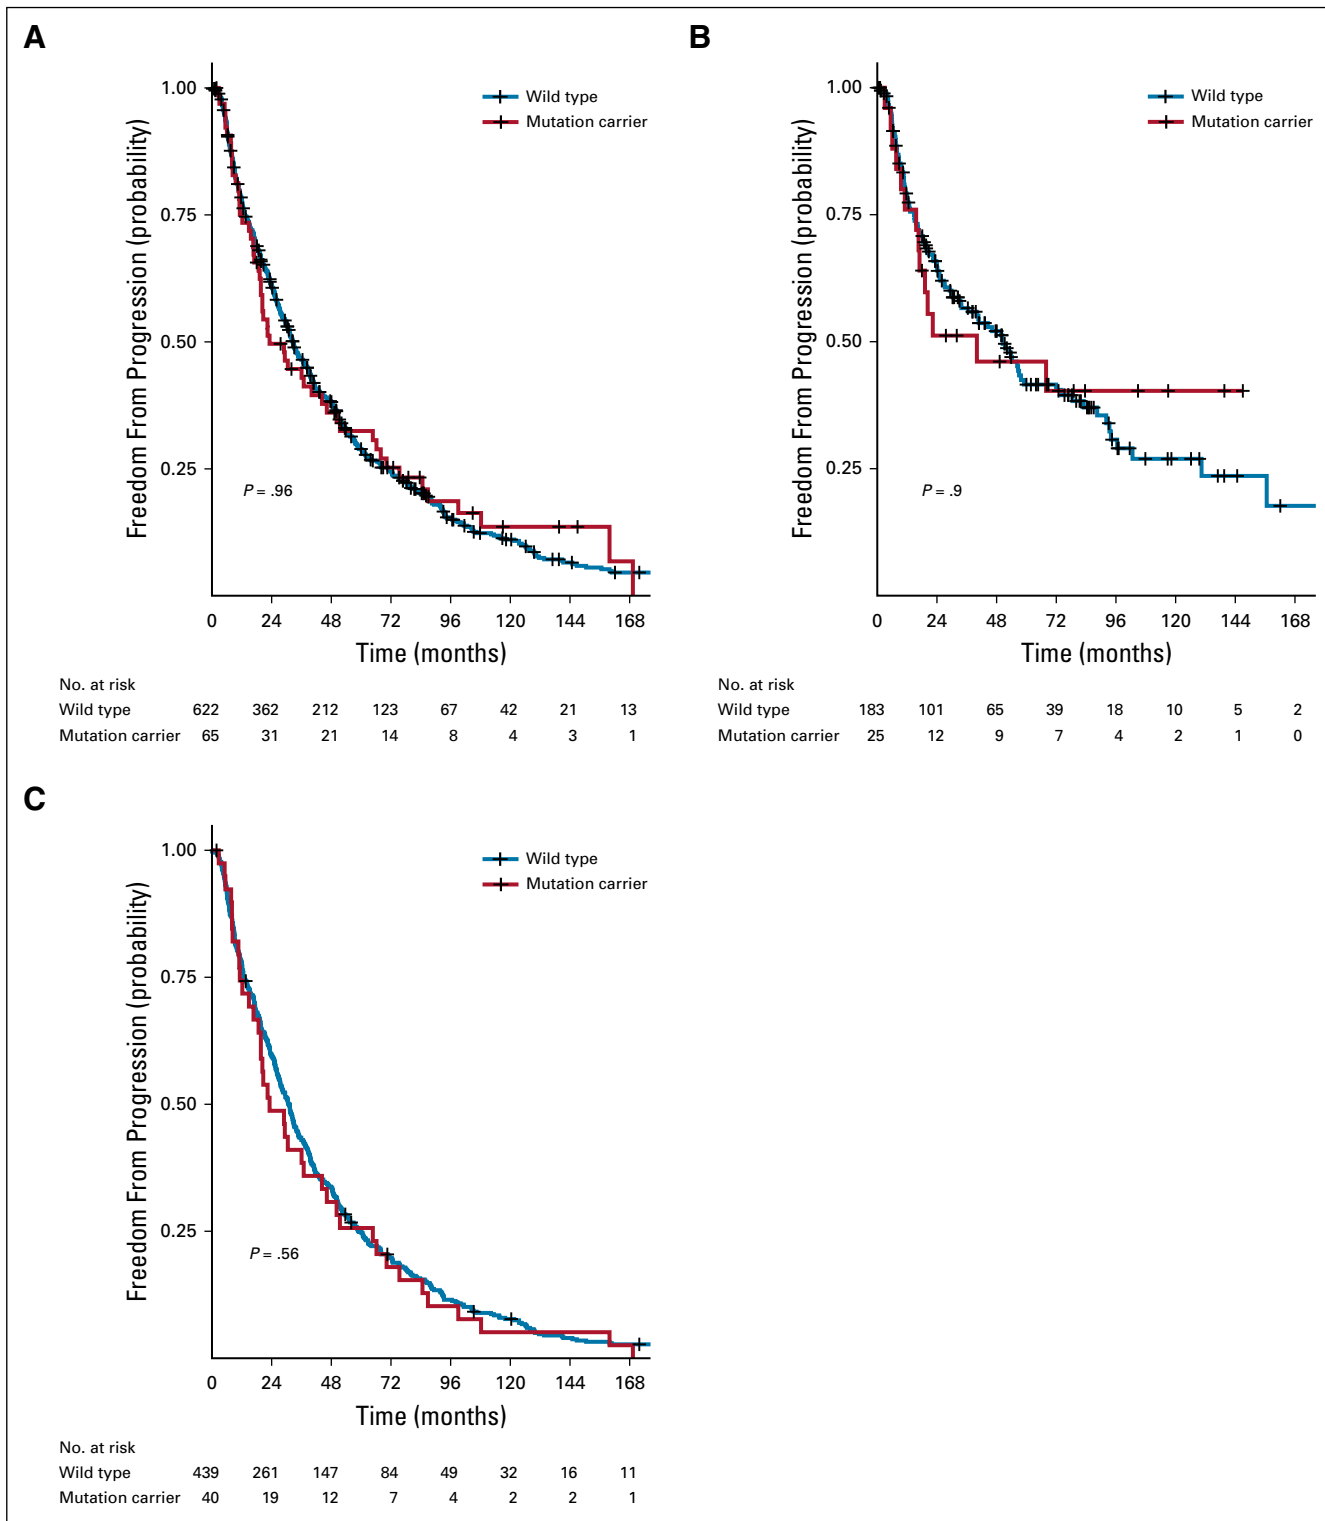 A
Freedom From Progression (probability)
1.00
0.75
0.50
0.25
Wild type
Mutation carrier
P = .96
0 24 48 72 96 120 144 168
Time (months)
No. at risk
Wild type 622 362 212 123 67 42 21 13
Mutation carrier 65 31 21 14 8 4 3 1
B
Freedom From Progression (probability)
1.00
0.75
0.50
0.25
Wild type
Mutation carrier
P = .9
0 24 48 72 96 120 144 168
Time (months)
No. at risk
Wild type 183 101 65 39 18 10 5 2
Mutation carrier 25 12 9 7 4 2 1 0
C
Freedom From Progression (probability)
1.00
0.75
0.50
0.25
Wild type
Mutation carrier
P = .56
0 24 48 72 96 120 144 168
Time (months)
No. at risk
Wild type 439 261 147 84 49 32 16 11
Mutation carrier 40 19 12 7 4 2 2 1